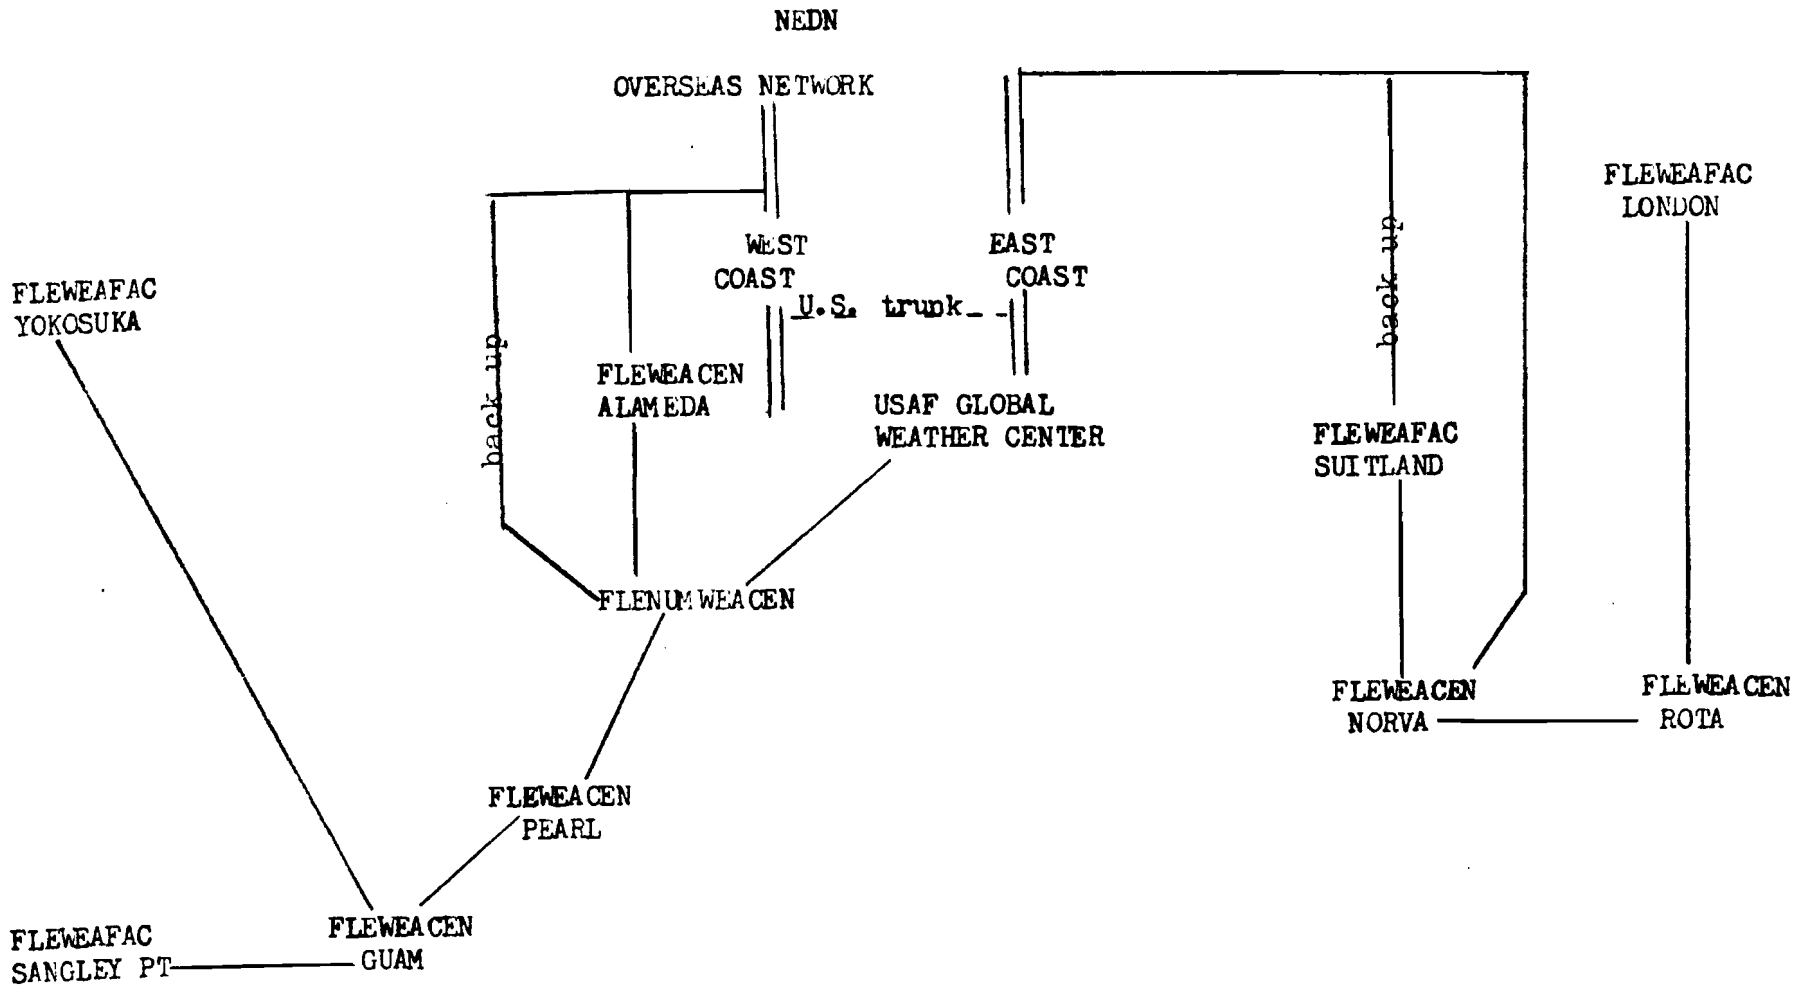 NEDN
OVERSEAS NETWORK
FLEWEAFAC
LONDON
WEST
COAST
EAST
COAST
U.S. trunk
back up
FLEWEAFAC
YOKOSUKA
back up
FLEWEACEN
ALAMEDA
USAF GLOBAL
WEATHER CENTER
FLEWEAFAC
SUITLAND
FLENUMWEACEN
FLEWEACEN
NORVA
FLEWEACEN
ROTA
FLEWEACEN
PEARL
FLEWEACEN
GUAM
FLEWEAFAC
SANGLEY PT